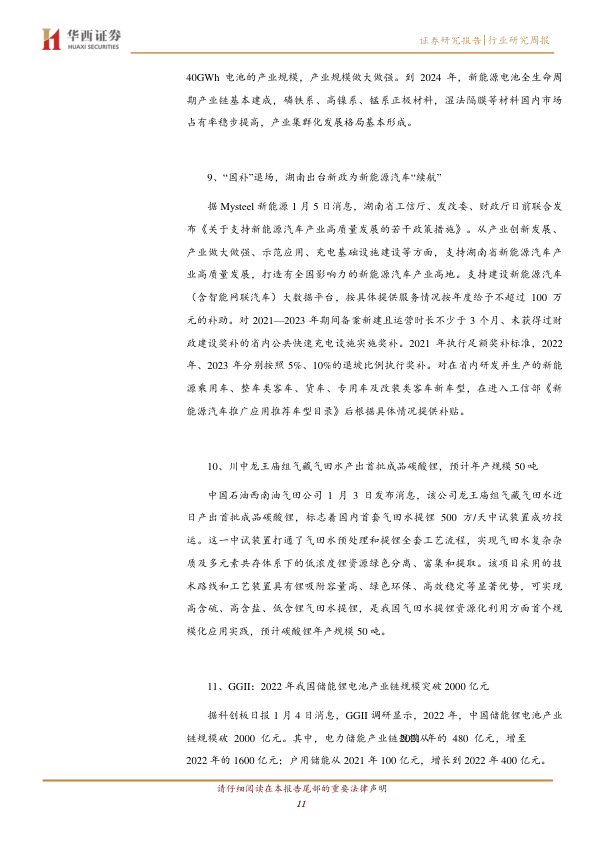 华西证券
HUAXI SECURITIES
证券研究报告|行业研究周报
40GWh 电池的产业规模，产业规模做大做强。到 2024 年，新能源电池全生命周
期产业链基本建成，磷铁系、高镍系、锰系正极材料，湿法隔膜等材料国内市场
占有率稳步提高，产业集群化发展格局基本形成。
9、“国补”退场，湖南出台新政为新能源汽车“续航”
据 Mysteel 新能源 1 月 5 日消息，湖南省工信厅、发改委、财政厅日前联合发
布《关于支持新能源汽车产业高质量发展的若干政策措施》。从产业创新发展、
产业做大做强、示范应用、充电基础设施建设等方面，支持湖南省新能源汽车产
业高质量发展，打造有全国影响力的新能源汽车产业高地。支持建设新能源汽车
（含智能网联汽车）大数据平台，按具体提供服务情况按年度给予不超过 100 万
元的补助。对 2021—2023 年期间备案新建且运营时长不少于 3 个月、未获得过财
政建设奖补的省内公共快速充电设施实施奖补。2021 年执行足额奖补标准，2022
年、2023 年分别按照 5%、10%的退坡比例执行奖补。对在省内研发并生产的新能
源乘用车、整车类客车、货车、专用车及改装类客车新车型，在进入工信部《新
能源汽车推广应用推荐车型目录》后根据具体情况提供补贴。
10、川中龙王庙组气藏气田水产出首批成品碳酸锂，预计年产规模 50 吨
中国石油西南油气田公司 1 月 3 日发布消息，该公司龙王庙组气藏气田水近
日产出首批成品碳酸锂，标志着国内首套气田水提锂 500 方/天中试装置成功投
运。这一中试装置打通了气田水预处理和提锂全套工艺流程，实现气田水复杂杂
质及多元素共存体系下的低浓度锂资源绿色分离、富集和提取。该项目采用的技
术路线和工艺装置具有锂吸附容量高、绿色环保、高效稳定等显著优势，可实现
高含硫、高含盐、低含锂气田水提锂，是我国气田水提锂资源化利用方面首个规
模化应用实践，预计碳酸锂年产规模 50 吨。
11、GGII：2022 年我国储能锂电池产业链规模突破 2000 亿元
据科创板日报 1 月 4 日消息，GGII 调研显示，2022 年，中国储能锂电池产业
链规模破 2000 亿元。其中，电力储能产业链规模从 2021 年的 480 亿元，增至
2022 年的 1600 亿元；户用储能从 2021 年 100 亿元，增长到 2022 年 400 亿元。
请仔细阅读在本报告尾部的重要法律声明
11